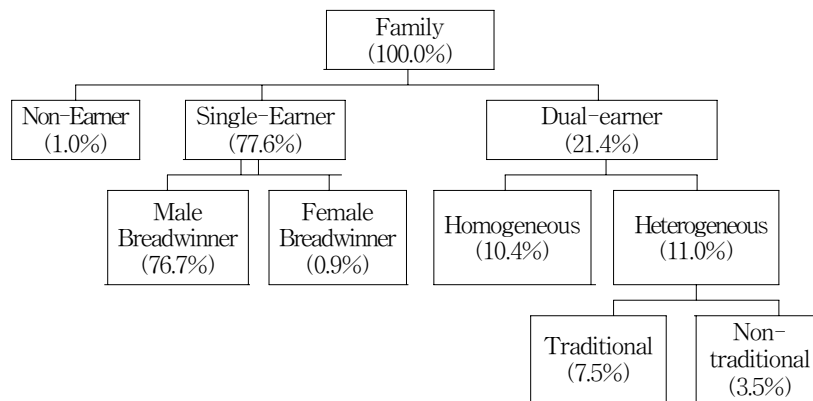 Family
(100.0%)
Non-Earner
(1.0%)
Single-Earner
(77.6%)
Dual-earner
(21.4%)
Male
Breadwinner
(76.7%)
Female
Breadwinner
(0.9%)
Homogeneous
(10.4%)
Heterogeneous
(11.0%)
Traditional
(7.5%)
Non-
traditional
(3.5%)